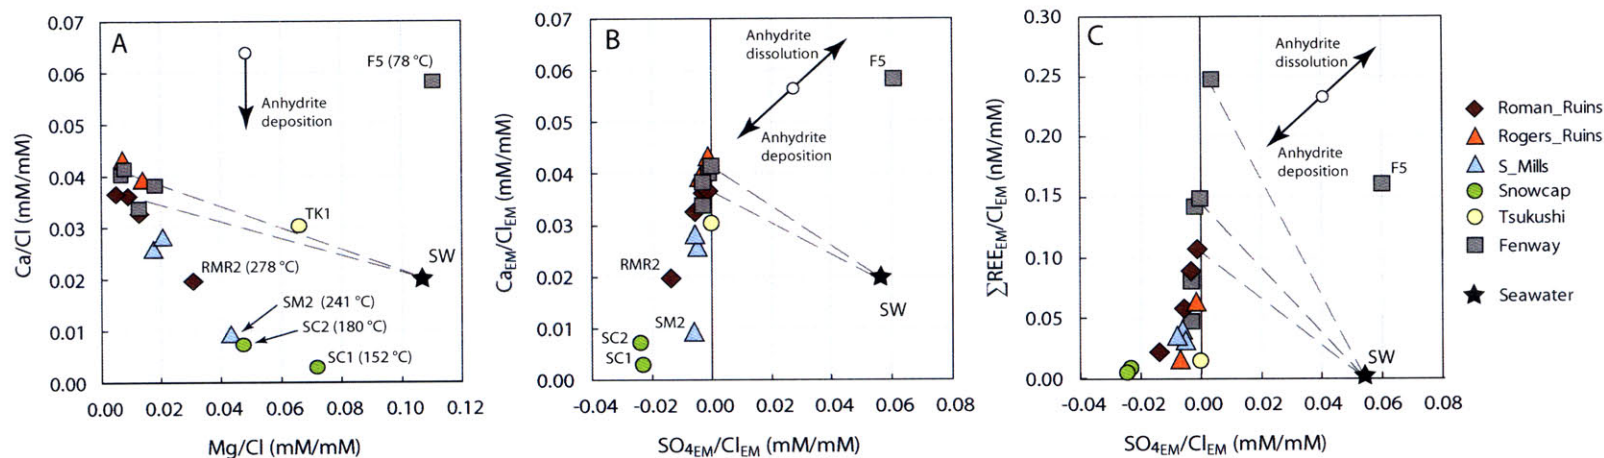 A
Ca/Cl (mM/mM)
0.07
0.06
0.05
0.04
0.03
0.02
0.01
0.00
0.00 0.02 0.04 0.06 0.08 0.10 0.12
Mg/Cl (mM/mM)
F5 (78 °C)
Anhydrite
deposition
TK1
SW
RMR2 (278 °C)
SM2 (241 °C)
SC2 (180 °C)
SC1 (152 °C)
B
CaEM/ClEM (mM/mM)
0.07
0.06
0.05
0.04
0.03
0.02
0.01
0.00
-0.04 -0.02 0.00 0.02 0.04 0.06 0.08
SO4EM/ClEM (mM/mM)
Anhydrite
dissolution
F5
Anhydrite
deposition
RMR2
SW
SM2
SC2
SC1
C
∑REEEM/ClEM (nM/mM)
0.30
0.25
0.20
0.15
0.10
0.05
0.00
-0.04 -0.02 0.00 0.02 0.04 0.06 0.08
SO4EM/ClEM (mM/mM)
Anhydrite
dissolution
Anhydrite
deposition
F5
SW
Roman_Ruins
Rogers_Ruins
S_Mills
Snowcap
Tsukushi
Fenway
Seawater